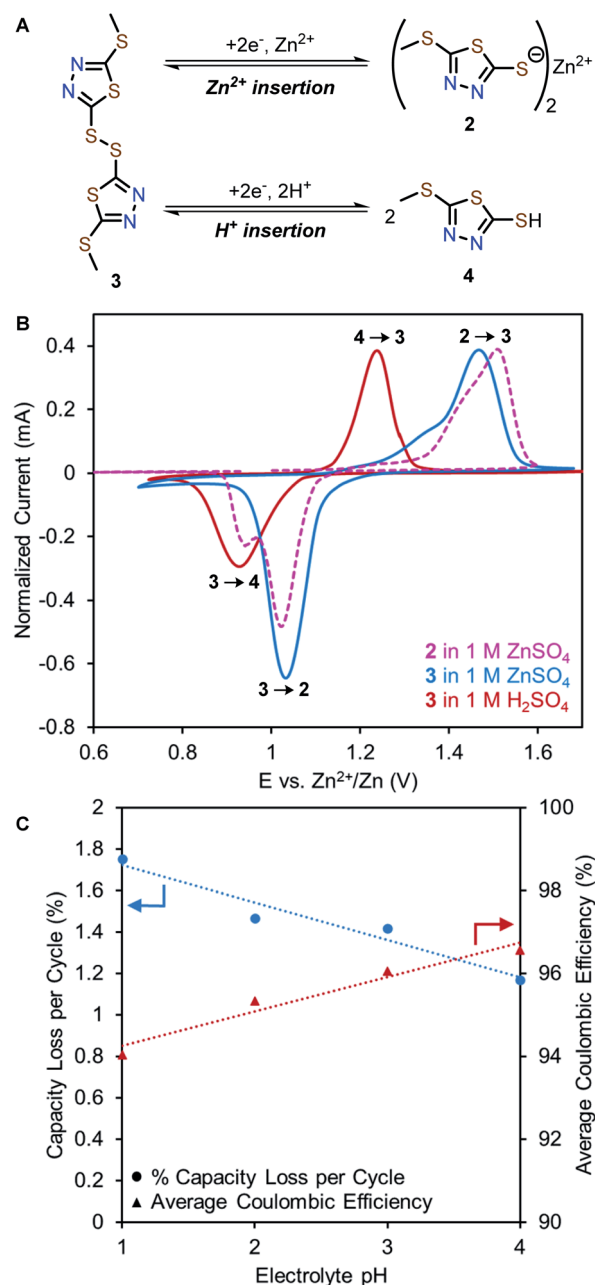 A
S
+2e⁻, Zn²⁺
Zn²⁺ insertion
S
N
N
S
S
S
S
N
N
S
3
S
S
S⊖
N
N
2
Zn²⁺
2
+2e⁻, 2H⁺
H⁺ insertion
2
S
S
SH
N
N
4
B
Normalized Current (mA)
0.4
0.2
0
-0.2
-0.4
-0.6
-0.8
4 → 3
2 → 3
3 → 4
3 → 2
2 in 1 M ZnSO₄
3 in 1 M ZnSO₄
3 in 1 M H₂SO₄
0.6 0.8 1 1.2 1.4 1.6
E vs. Zn²⁺/Zn (V)
C
Capacity Loss per Cycle (%)
2
1.8
1.6
1.4
1.2
1
0.8
0.6
0.4
0.2
0
100
98
96
94
92
90
Average Coulombic Efficiency (%)
% Capacity Loss per Cycle
Average Coulombic Efficiency
1 2 3 4
Electrolyte pH